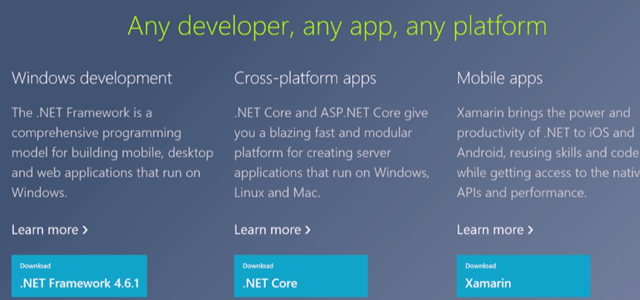 Any developer, any app, any platform
Windows development
The .NET Framework is a
comprehensive programming
model for building mobile, desktop
and web applications that run on
Windows.
Learn more ›
Download
.NET Framework 4.6.1
Cross-platform apps
.NET Core and ASP.NET Core give
you a blazing fast and modular
platform for creating server
applications that run on Windows,
Linux and Mac.
Learn more ›
Download
.NET Core
Mobile apps
Xamarin brings the power and
productivity of .NET to iOS and
Android, reusing skills and code
while getting access to the nativ
APIs and performance.
Learn more ›
Download
Xamarin